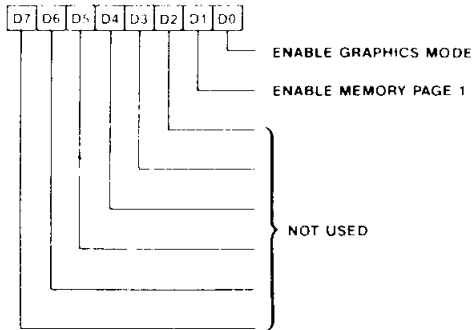 D7 D6 D5 D4 D3 D2 D1 D0
ENABLE GRAPHICS MODE
ENABLE MEMORY PAGE 1
NOT USED